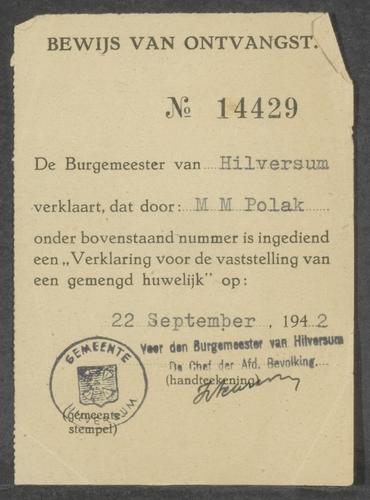 BEWIJS VAN ONTVANGST.
№ 14429
De Burgemeester van Hilversum
verklaart, dat door: M M Polak
onder bovenstaand nummer is ingediend
een „Verklaring voor de vaststelling van
een gemengd huwelijk” op:
22 September, 1942
Voor den Burgemeester van Hilversum
De Chef der Afd. Bevolking.
(handteekening)
GEMEENTE
HILVERSUM
(gemeente
stempel)